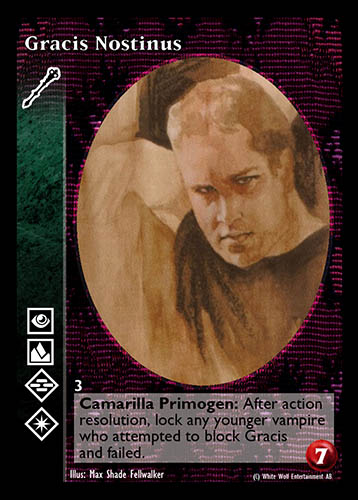 Gracis Nostinus
3
Camarilla Primogen: After action
resolution, lock any younger vampire
who attempted to block Gracis
and failed.
7
Illus: Max Shade Fellwalker
(C) White Wolf Entertainment AB